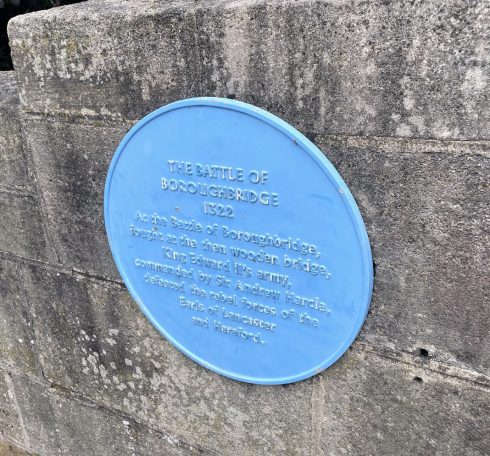 THE BATTLE OF
BOROUGHBRIDGE
1322
At the Battle of Boroughbridge,
fought at the then wooden bridge,
King Edward II's army,
commanded by Sir Andrew Harcla,
defeated the rebel forces of the
Earls of Lancaster
and Hereford.